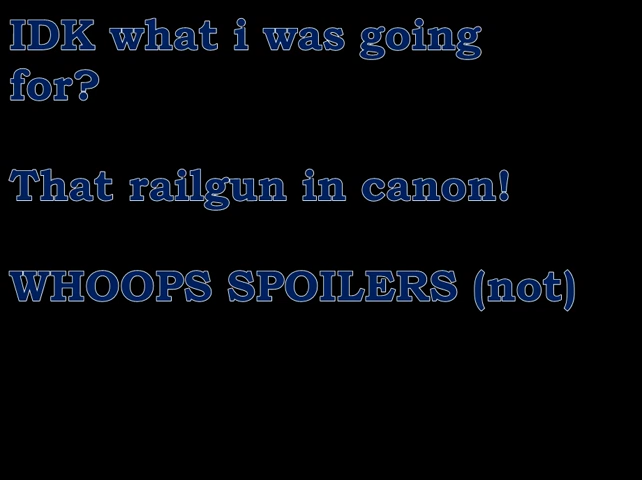 IDK what i was going
for?
That railgun in canon!
WHOOPS SPOILERS (not)